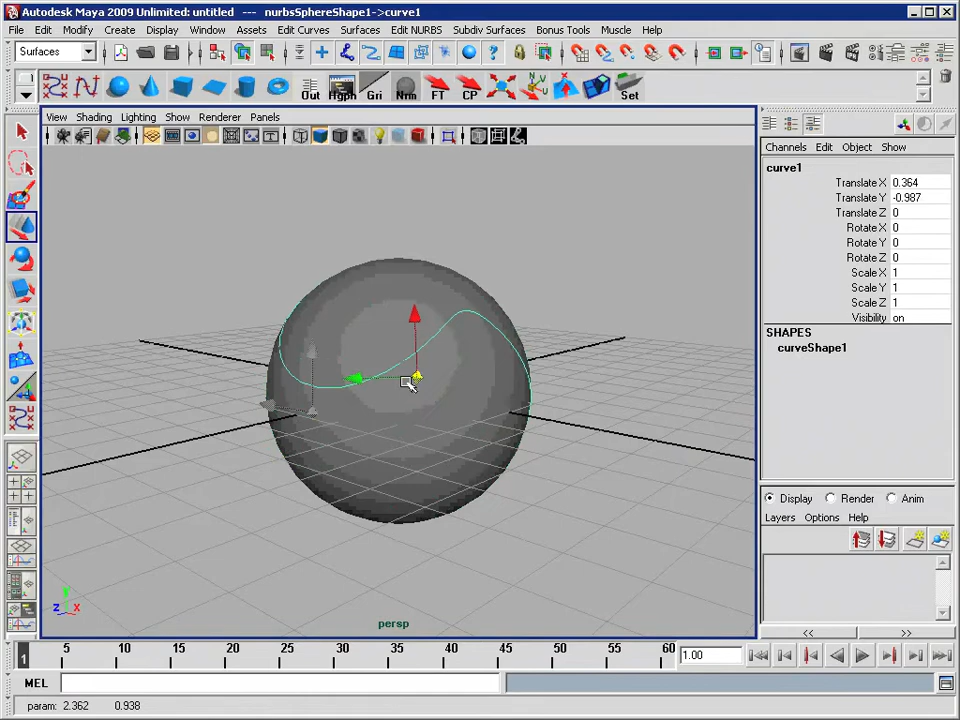 Autodesk Maya 2009 Unlimited: untitled --- nurbsSphereShape1->curve1
File Edit Modify Create Display Window Assets Edit Curves Surfaces Edit NURBS Subdiv Surfaces Bonus Tools Muscle Help
Surfaces
Out Hgph Gri Nrm FT CP Set
View Shading Lighting Show Renderer Panels
Channels Edit Object Show
curve1
Translate X 0.364
Translate Y -0.987
Translate Z 0
Rotate X 0
Rotate Y 0
Rotate Z 0
Scale X 1
Scale Y 1
Scale Z 1
Visibility on
SHAPES
curveShape1
Display Render Anim
Layers Options Help
y
z x
persp
<< >>
1 5 10 15 20 25 30 35 40 45 50 55 60 1.00
MEL
param: 2.362 0.938